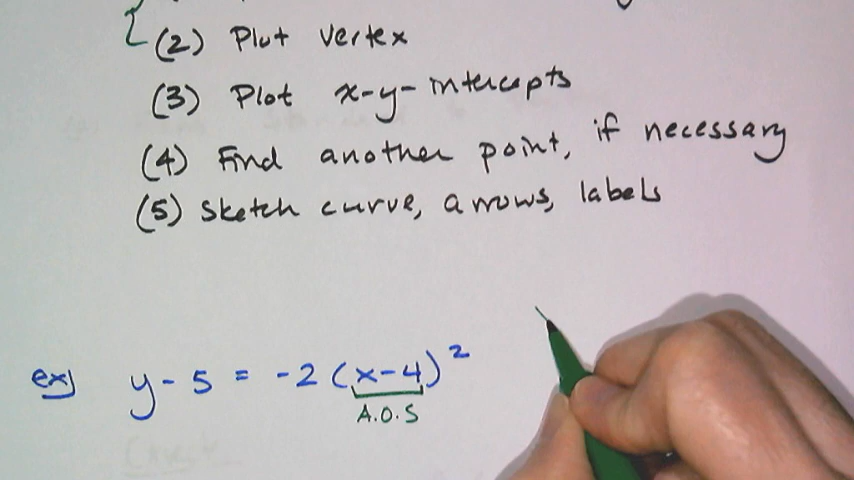 (2) Plot vertex
(3) Plot x-y-intercepts
(4) Find another point, if necessary
(5) sketch curve, arrows, labels
ex) y - 5 = -2 (x-4)²
A.O.S